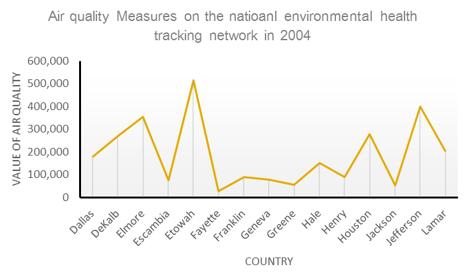 Air quality Measures on the natioanl environmental health
tracking network in 2004
600,000
500,000
400,000
300,000
200,000
100,000
0
VALUE OF AIRQUALITY
Dallas
DeKalb
Elmore
Escambia
Etowah
Fayette
Franklin
Geneva
Greene
Hale
Henry
Houston
Jackson
Jefferson
Lamar
COUNTRY